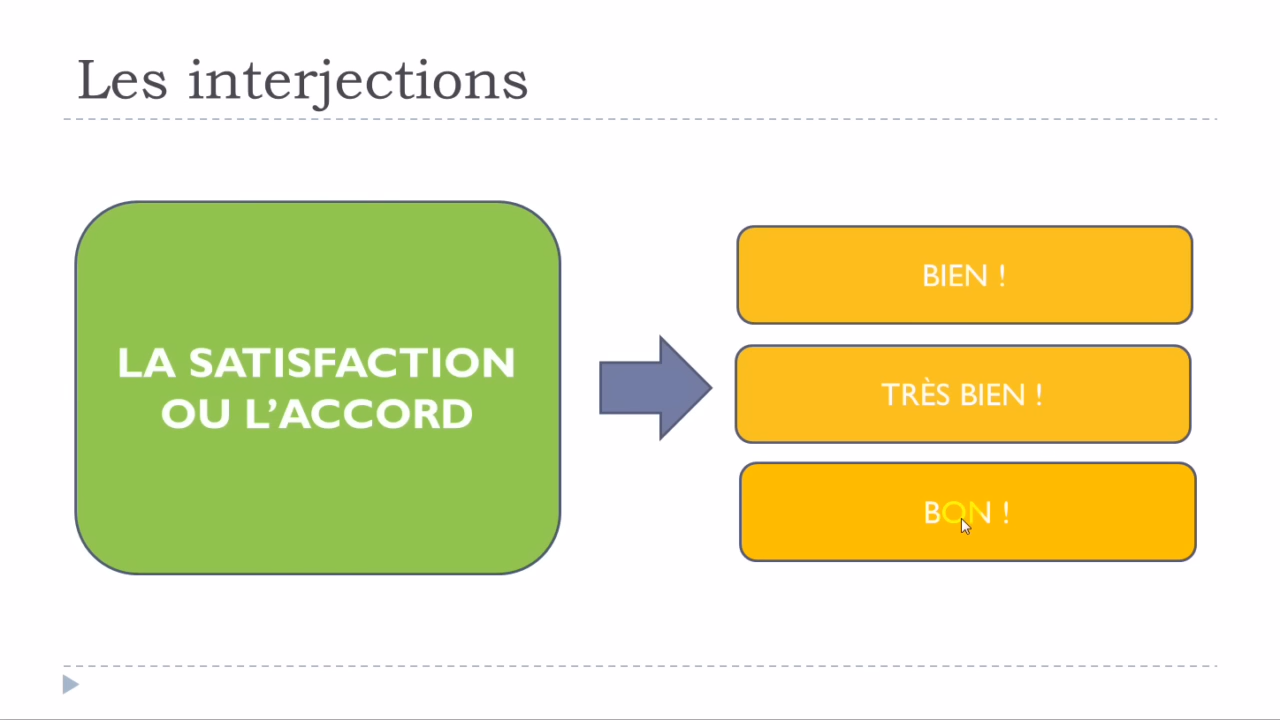 Les interjections
LA SATISFACTION
OU L’ACCORD
BIEN !
TRÈS BIEN !
BON !